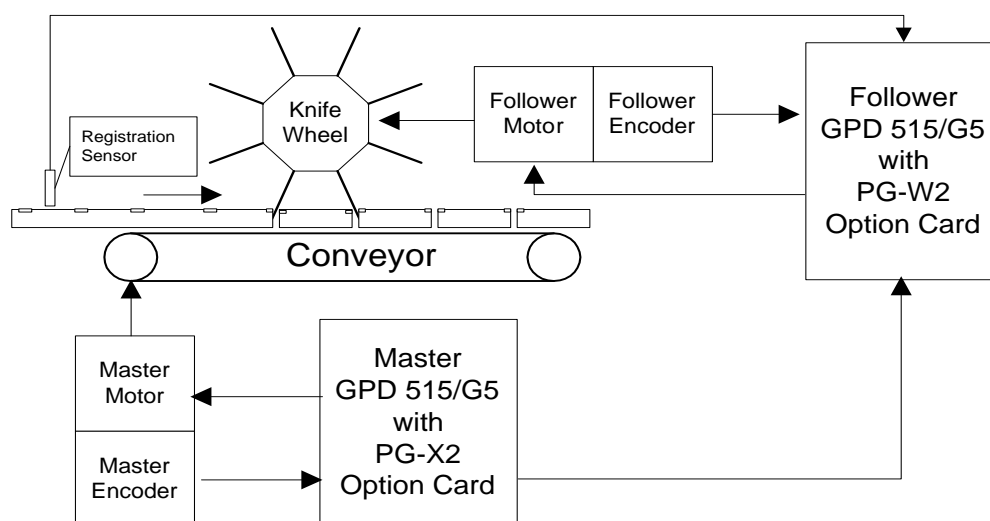 Registration
Sensor
Knife
Wheel
Follower
Motor
Follower
Encoder
Follower
GPD 515/G5
with
PG-W2
Option Card
Conveyor
Master
Motor
Master
Encoder
Master
GPD 515/G5
with
PG-X2
Option Card